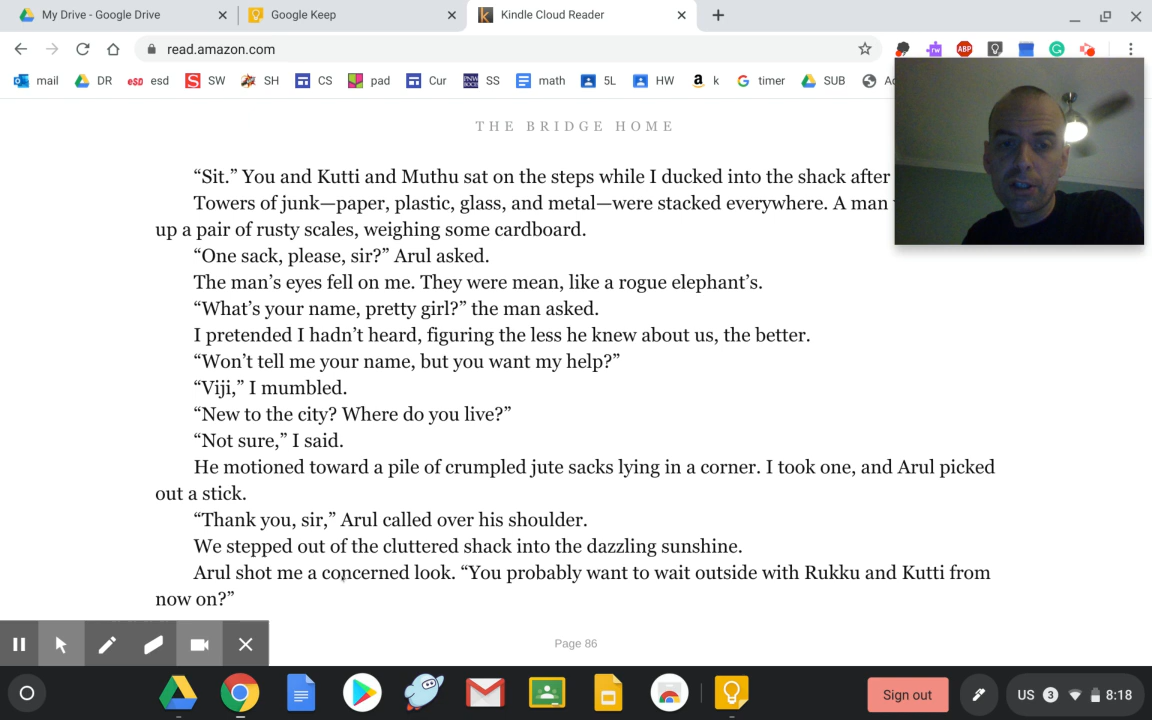 My Drive - Google Drive
Google Keep
Kindle Cloud Reader
read.amazon.com
ABP
mail DR esd esd S SW SH CS pad Cur SS math 5L HW a k G timer SUB
THE BRIDGE HOME
“Sit.” You and Kutti and Muthu sat on the steps while I ducked into the shack after
Towers of junk—paper, plastic, glass, and metal—were stacked everywhere. A man
up a pair of rusty scales, weighing some cardboard.
“One sack, please, sir?” Arul asked.
The man’s eyes fell on me. They were mean, like a rogue elephant’s.
“What’s your name, pretty girl?” the man asked.
I pretended I hadn’t heard, figuring the less he knew about us, the better.
“Won’t tell me your name, but you want my help?”
“Viji,” I mumbled.
“New to the city? Where do you live?”
“Not sure,” I said.
He motioned toward a pile of crumpled jute sacks lying in a corner. I took one, and Arul picked
out a stick.
“Thank you, sir,” Arul called over his shoulder.
We stepped out of the cluttered shack into the dazzling sunshine.
Arul shot me a concerned look. “You probably want to wait outside with Rukku and Kutti from
now on?”
Page 86
Sign out
US 3 8:18